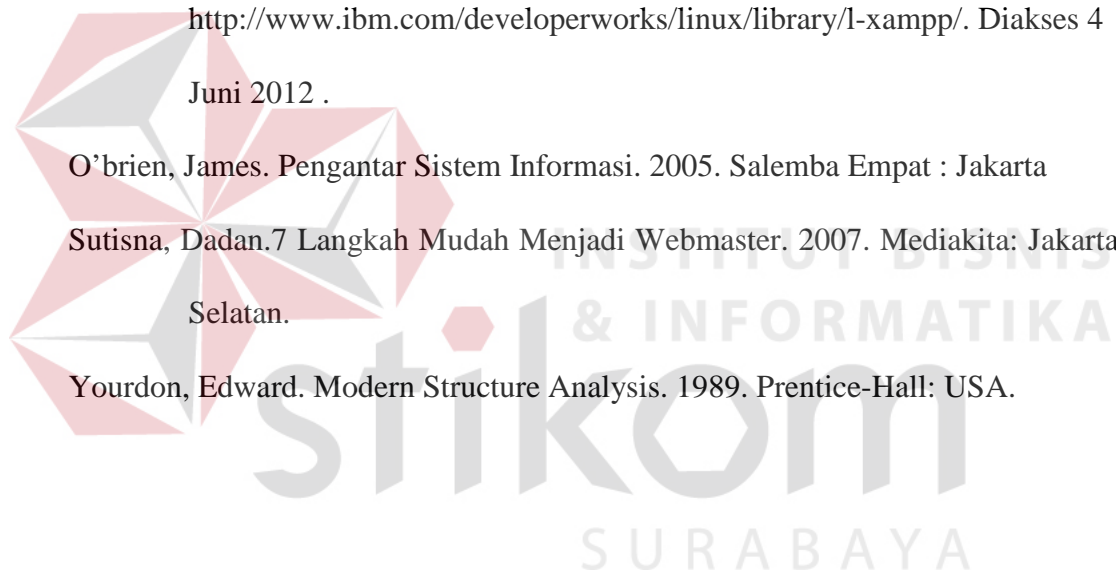 http://www.ibm.com/developerworks/linux/library/l-xampp/. Diakses 4
Juni 2012 .
O’brien, James. Pengantar Sistem Informasi. 2005. Salemba Empat : Jakarta
Sutisna, Dadan.7 Langkah Mudah Menjadi Webmaster. 2007. Mediakita: Jakarta
Selatan.
Yourdon, Edward. Modern Structure Analysis. 1989. Prentice-Hall: USA.
INSTITUT BISNIS
& INFORMATIKA
stikom
SURABAYA